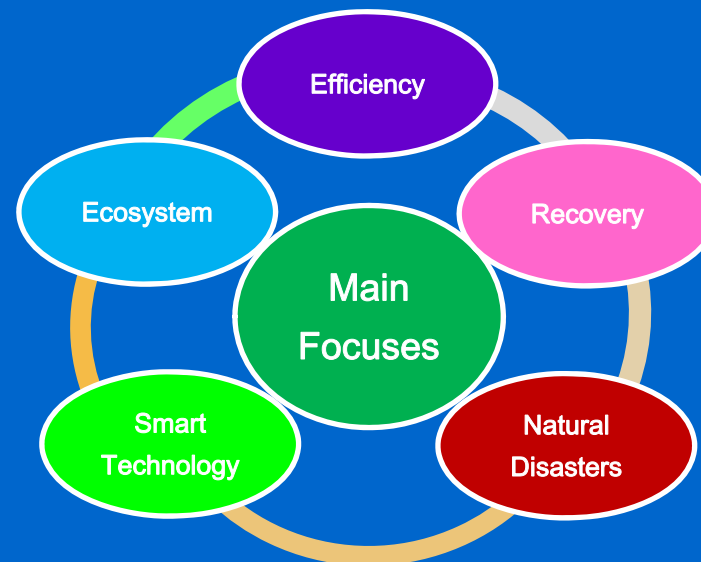 Efficiency
Ecosystem
Recovery
Main
Focuses
Smart
Technology
Natural
Disasters